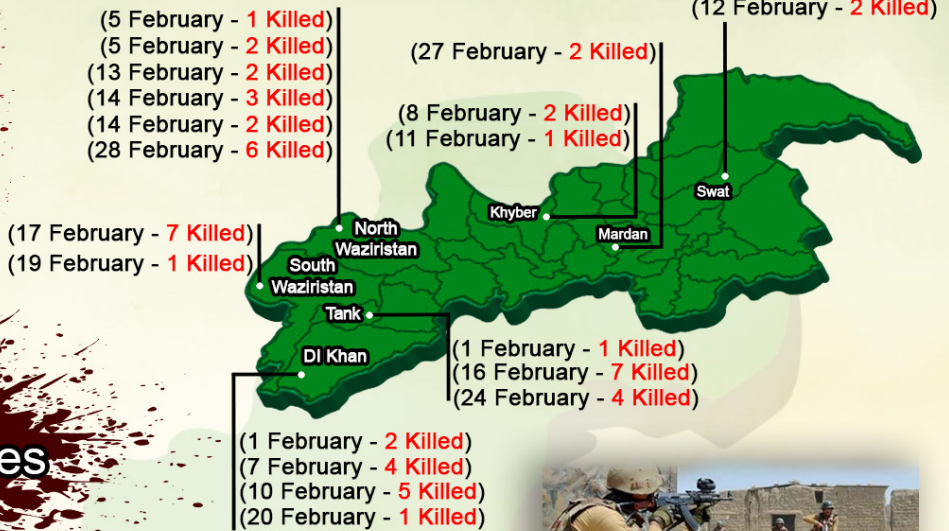 (12 February - 2 Killed)
(5 February - 1 Killed)
(5 February - 2 Killed)
(13 February - 2 Killed)
(14 February - 3 Killed)
(14 February - 2 Killed)
(28 February - 6 Killed)
(27 February - 2 Killed)
(8 February - 2 Killed)
(11 February - 1 Killed)
Swat
Khyber
Mardan
North
Waziristan
(17 February - 7 Killed)
(19 February - 1 Killed)
South
Waziristan
Tank
DI Khan
(1 February - 1 Killed)
(16 February - 7 Killed)
(24 February - 4 Killed)
(1 February - 2 Killed)
(7 February - 4 Killed)
(10 February - 5 Killed)
(20 February - 1 Killed)
es